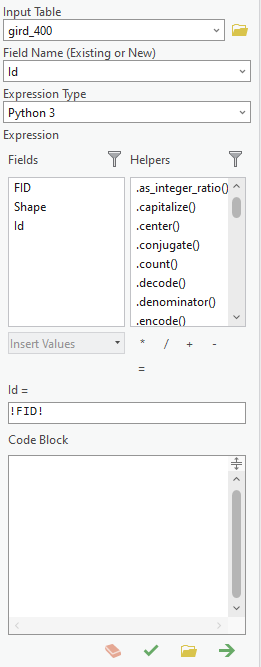 Input Table
gird_400
Field Name (Existing or New)
Id
Expression Type
Python 3
Expression
Fields Helpers
FID .as_integer_ratio()
Shape .capitalize()
Id .center()
.conjugate()
.count()
.decode()
.denominator()
.encode()
Insert Values * / + -
=
Id =
!FID!
Code Block